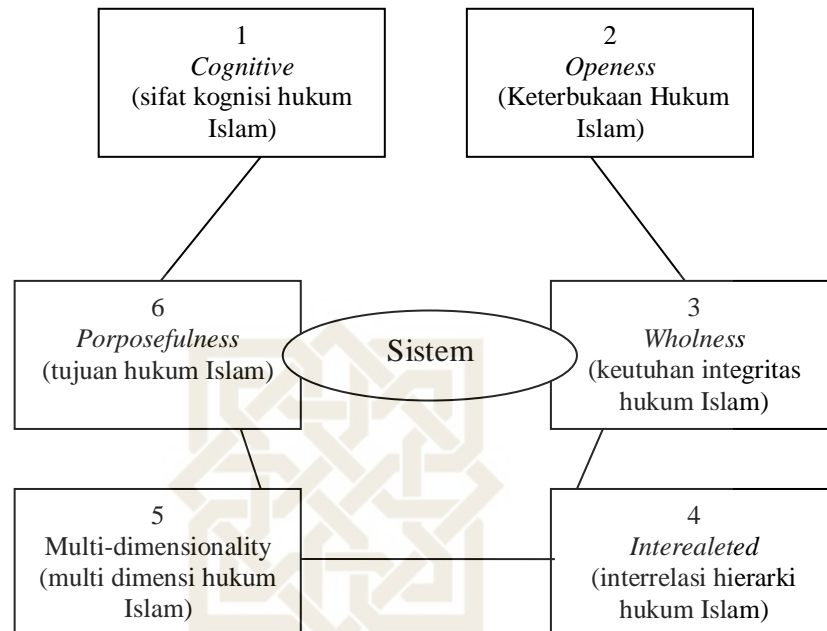 1
Cognitive
(sifat kognisi hukum
Islam)
2
Openess
(Keterbukaan Hukum
Islam)
6
Porposefulness
(tujuan hukum Islam)
Sistem
3
Wholness
(keutuhan integritas
hukum Islam)
5
Multi-dimensionality
(multi dimensi hukum
Islam)
4
Interealeted
(interrelasi hierarki
hukum Islam)